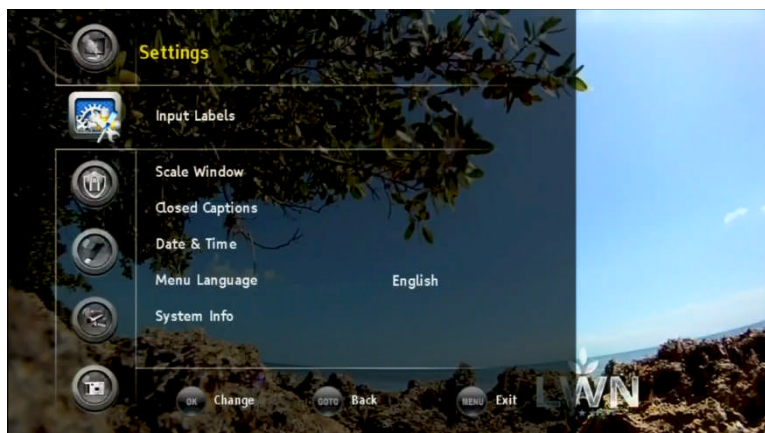 Settings
Input Labels
Scale Window
Closed Captions
Date & Time
Menu Language English
System Info
OK Change GOTO Back MENU Exit
LWN